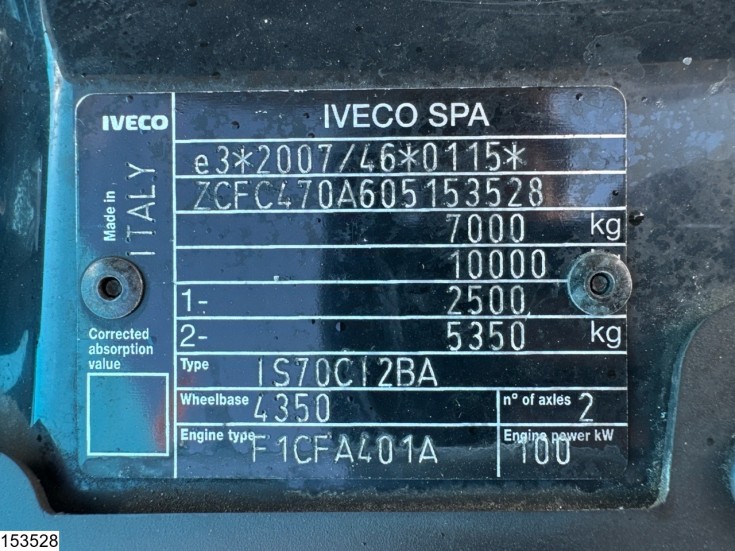 IVECO
IVECO SPA
e3*2007/46*0115*
ZCFC470A605153528
7000 kg
10000
1- 2500
2- 5350 kg
Made in ITALY
Corrected
absorption
value
Type IS70CI2BA
Wheelbase 4350 n° of axles 2
Engine type F1CFA401A Engine power kW 100
153528